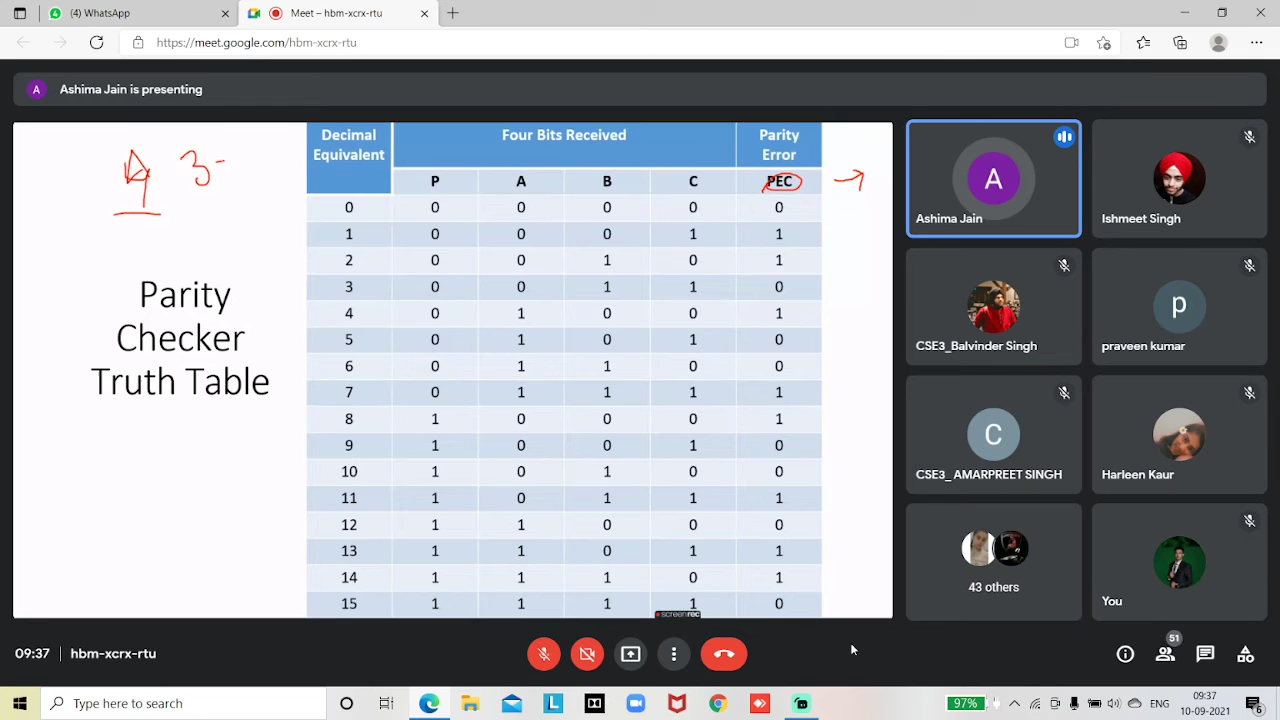 (4) WhatsApp
Meet – hbm-xcrx-rtu
https://meet.google.com/hbm-xcrx-rtu
A Ashima Jain is presenting
4 3-
Parity
Checker
Truth Table
Decimal Equivalent Four Bits Received Parity Error
P A B C PEC
0 0 0 0 0 0
1 0 0 0 1 1
2 0 0 1 0 1
3 0 0 1 1 0
4 0 1 0 0 1
5 0 1 0 1 0
6 0 1 1 0 0
7 0 1 1 1 1
8 1 0 0 0 1
9 1 0 0 1 0
10 1 0 1 0 0
11 1 0 1 1 1
12 1 1 0 0 0
13 1 1 0 1 1
14 1 1 1 0 1
15 1 1 1 1 0
screenrec
A
Ashima Jain
Ishmeet Singh
CSE3_Balvinder Singh
p
praveen kumar
C
CSE3_ AMARPREET SINGH
Harleen Kaur
43 others
You
09:37 | hbm-xcrx-rtu
51
Type here to search
L
97%
09:37
10-09-2021
6